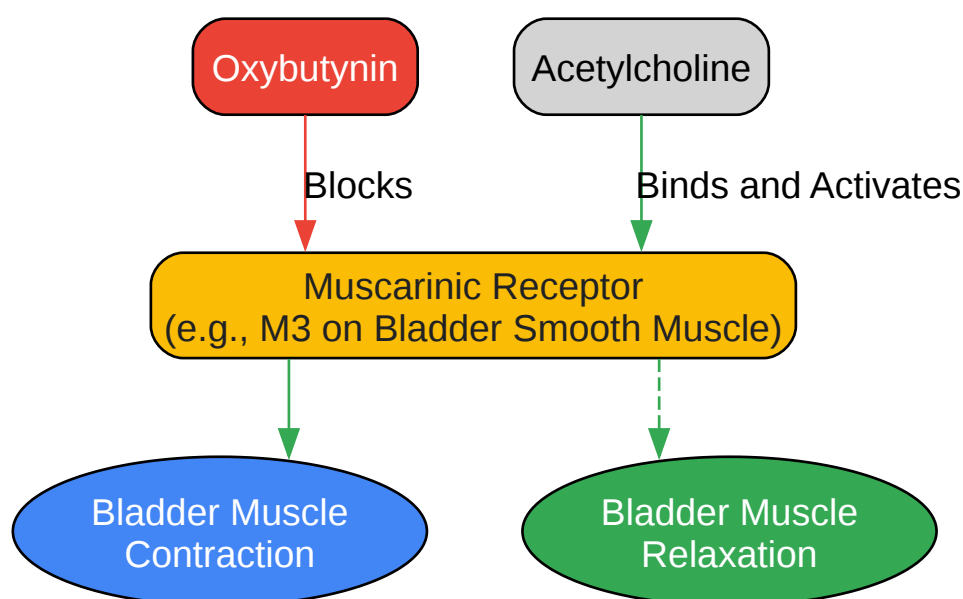 Oxybutynin
Acetylcholine
Blocks
Binds and Activates
Muscarinic Receptor
(e.g., M3 on Bladder Smooth Muscle)
Bladder Muscle
Contraction
Bladder Muscle
Relaxation